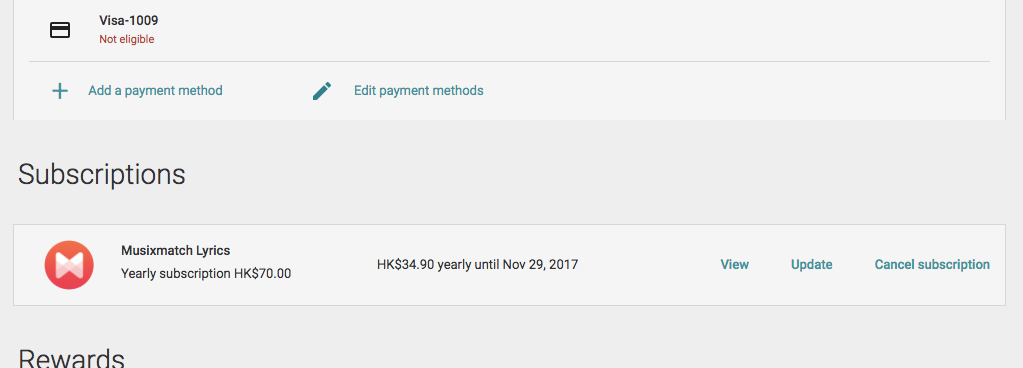 Visa-1009
Not eligible
Add a payment method
Edit payment methods
Subscriptions
Musixmatch Lyrics
Yearly subscription HK$70.00
HK$34.90 yearly until Nov 29, 2017
View
Update
Cancel subscription
Rewards